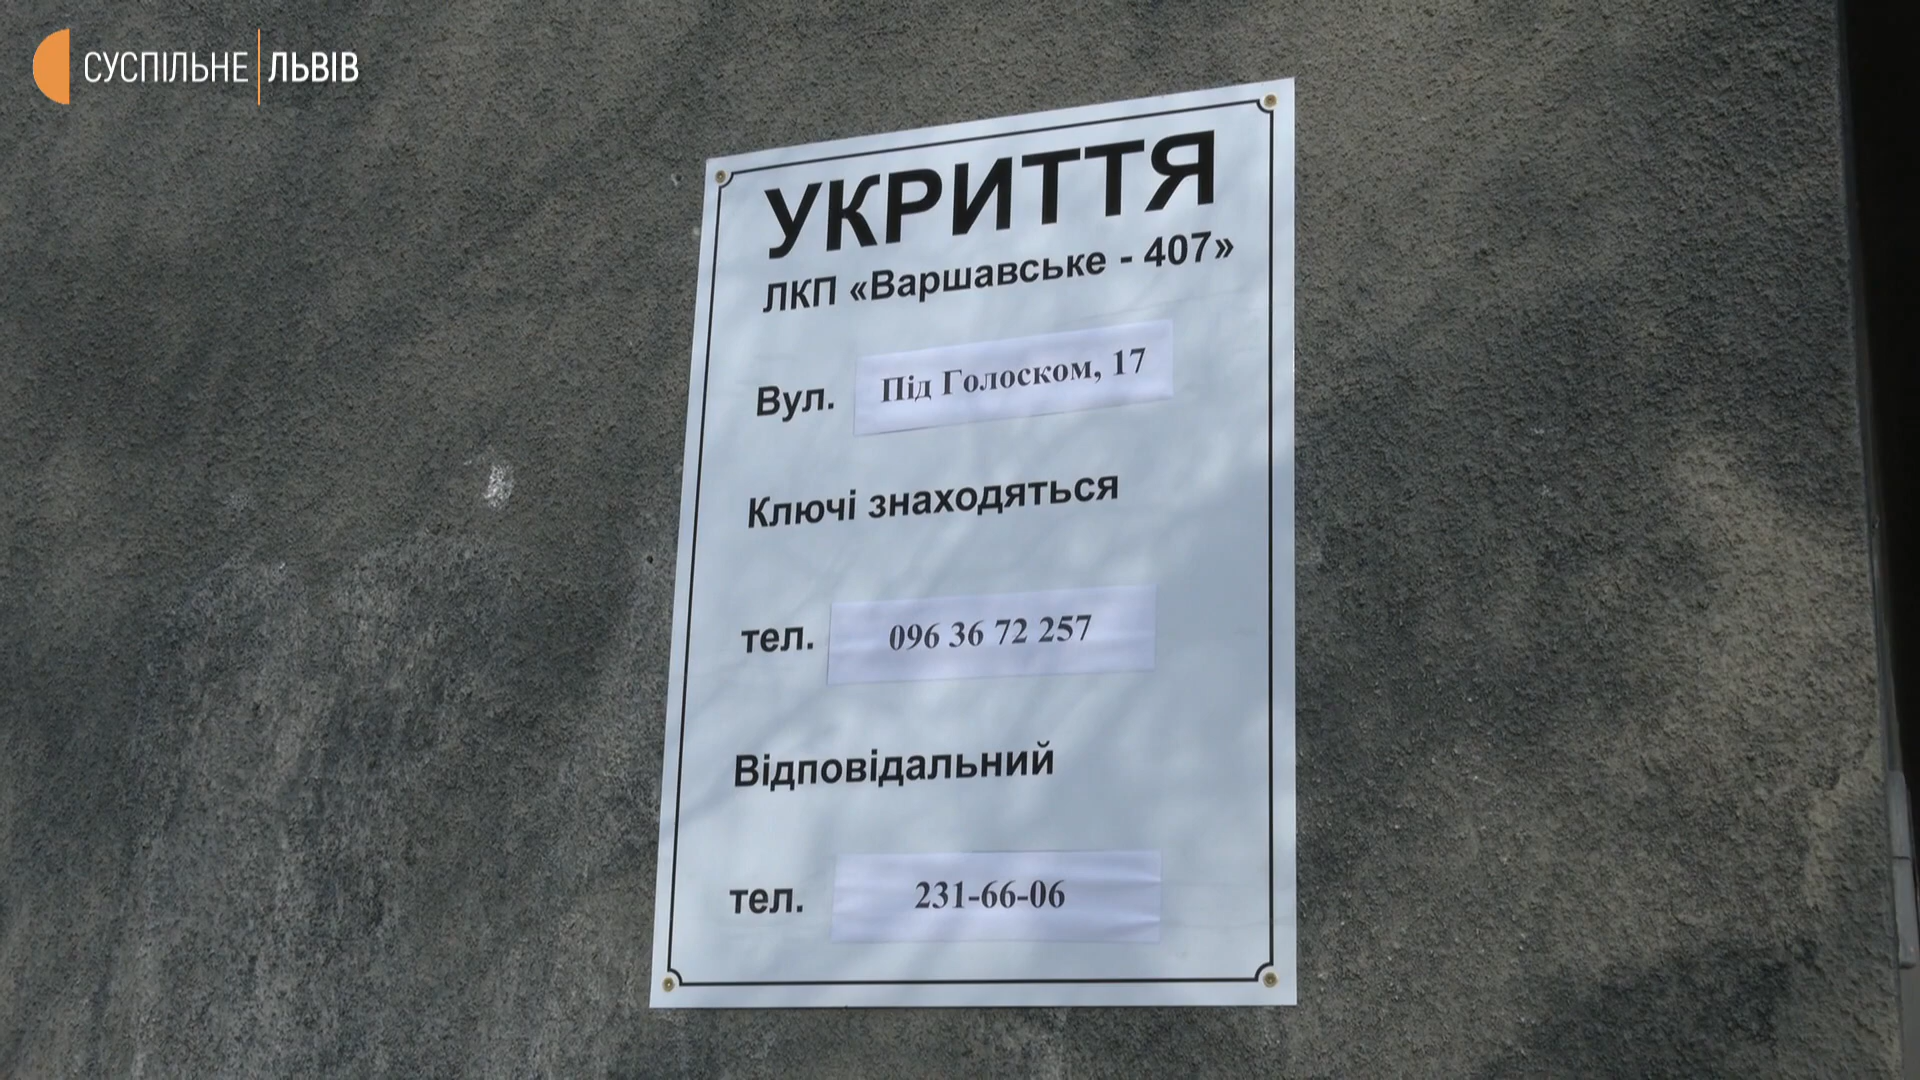 СУСПІЛЬНЕ ЛЬВІВ
УКРИТТЯ
ЛКП «Варшавське - 407»
Вул. Під Голоском, 17
Ключі знаходяться
тел. 096 36 72 257
Відповідальний
тел. 231-66-06